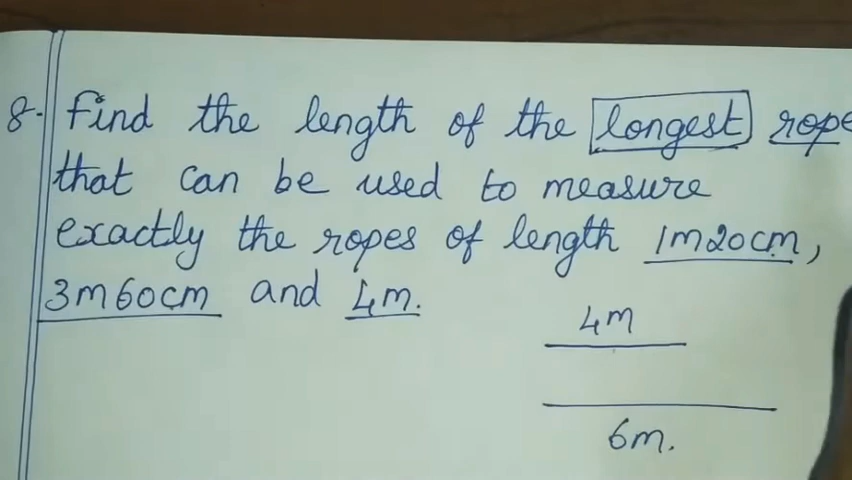 8. Find the length of the longest rope
that can be used to measure
exactly the ropes of length 1m20cm,
3m60cm and 4m.
4m
6m.